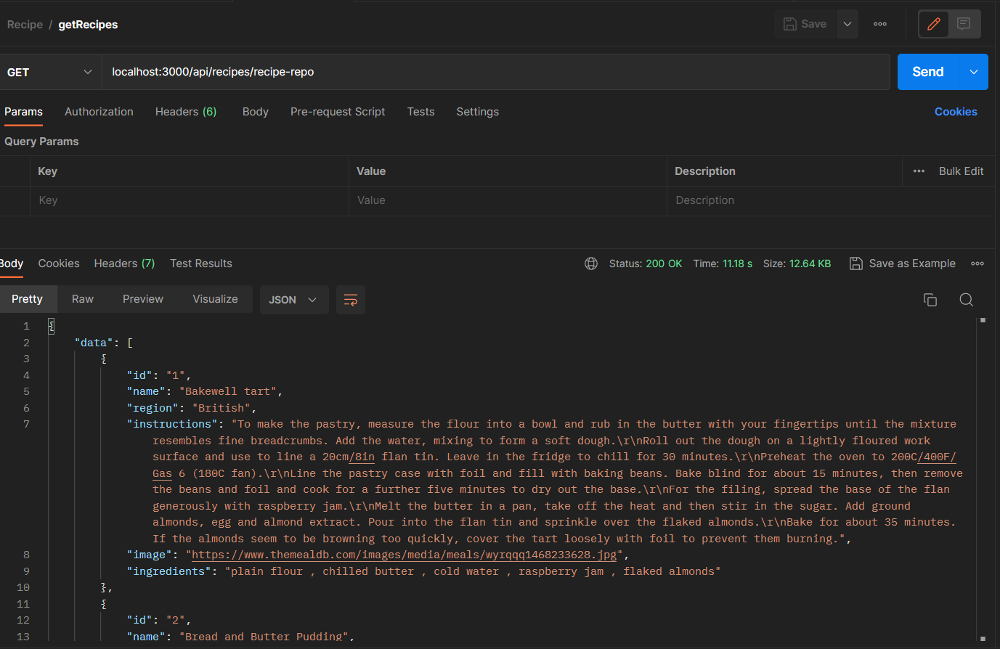 Recipe / getRecipes
Save
GET
localhost:3000/api/recipes/recipe-repo
Send
Params Authorization Headers (6) Body Pre-request Script Tests Settings Cookies
Query Params
Key Value Description Bulk Edit
Key Value Description
Body Cookies Headers (7) Test Results Status: 200 OK Time: 11.18 s Size: 12.64 KB Save as Example
Pretty Raw Preview Visualize JSON
1 {
2 "data": [
3 {
4 "id": "1",
5 "name": "Bakewell tart",
6 "region": "British",
7 "instructions": "To make the pastry, measure the flour into a bowl and rub in the butter with your fingertips until the mixture
resembles fine breadcrumbs. Add the water, mixing to form a soft dough.\r\nRoll out the dough on a lightly floured work
surface and use to line a 20cm/8in flan tin. Leave in the fridge to chill for 30 minutes.\r\nPreheat the oven to 200C/400F/
Gas 6 (180C fan).\r\nLine the pastry case with foil and fill with baking beans. Bake blind for about 15 minutes, then remove
the beans and foil and cook for a further five minutes to dry out the base.\r\nFor the filing, spread the base of the flan
generously with raspberry jam.\r\nMelt the butter in a pan, take off the heat and then stir in the sugar. Add ground
almonds, egg and almond extract. Pour into the flan tin and sprinkle over the flaked almonds.\r\nBake for about 35 minutes.
If the almonds seem to be browning too quickly, cover the tart loosely with foil to prevent them burning.",
8 "image": "https://www.themealdb.com/images/media/meals/wyrqqq1468233628.jpg",
9 "ingredients": "plain flour , chilled butter , cold water , raspberry jam , flaked almonds"
10 },
11 {
12 "id": "2",
13 "name": "Bread and Butter Pudding",